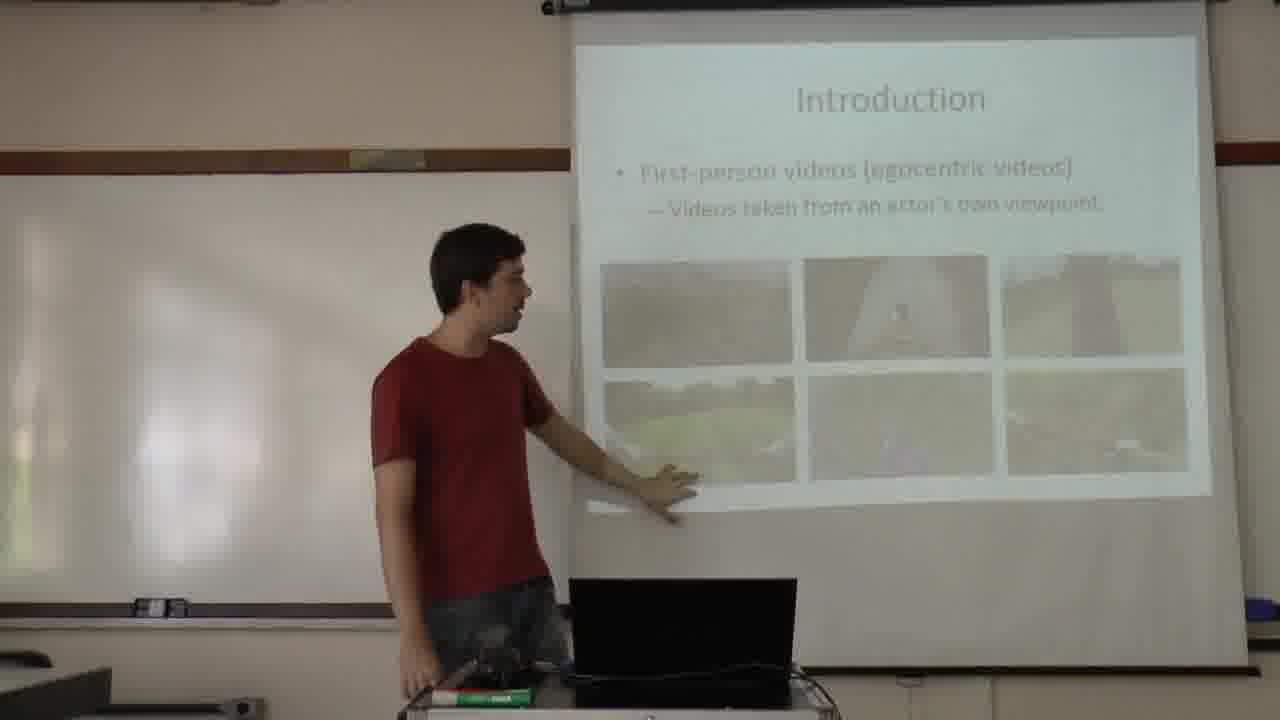 Introduction
• First-person videos (egocentric videos)
– Videos taken from an actor's own viewpoint.